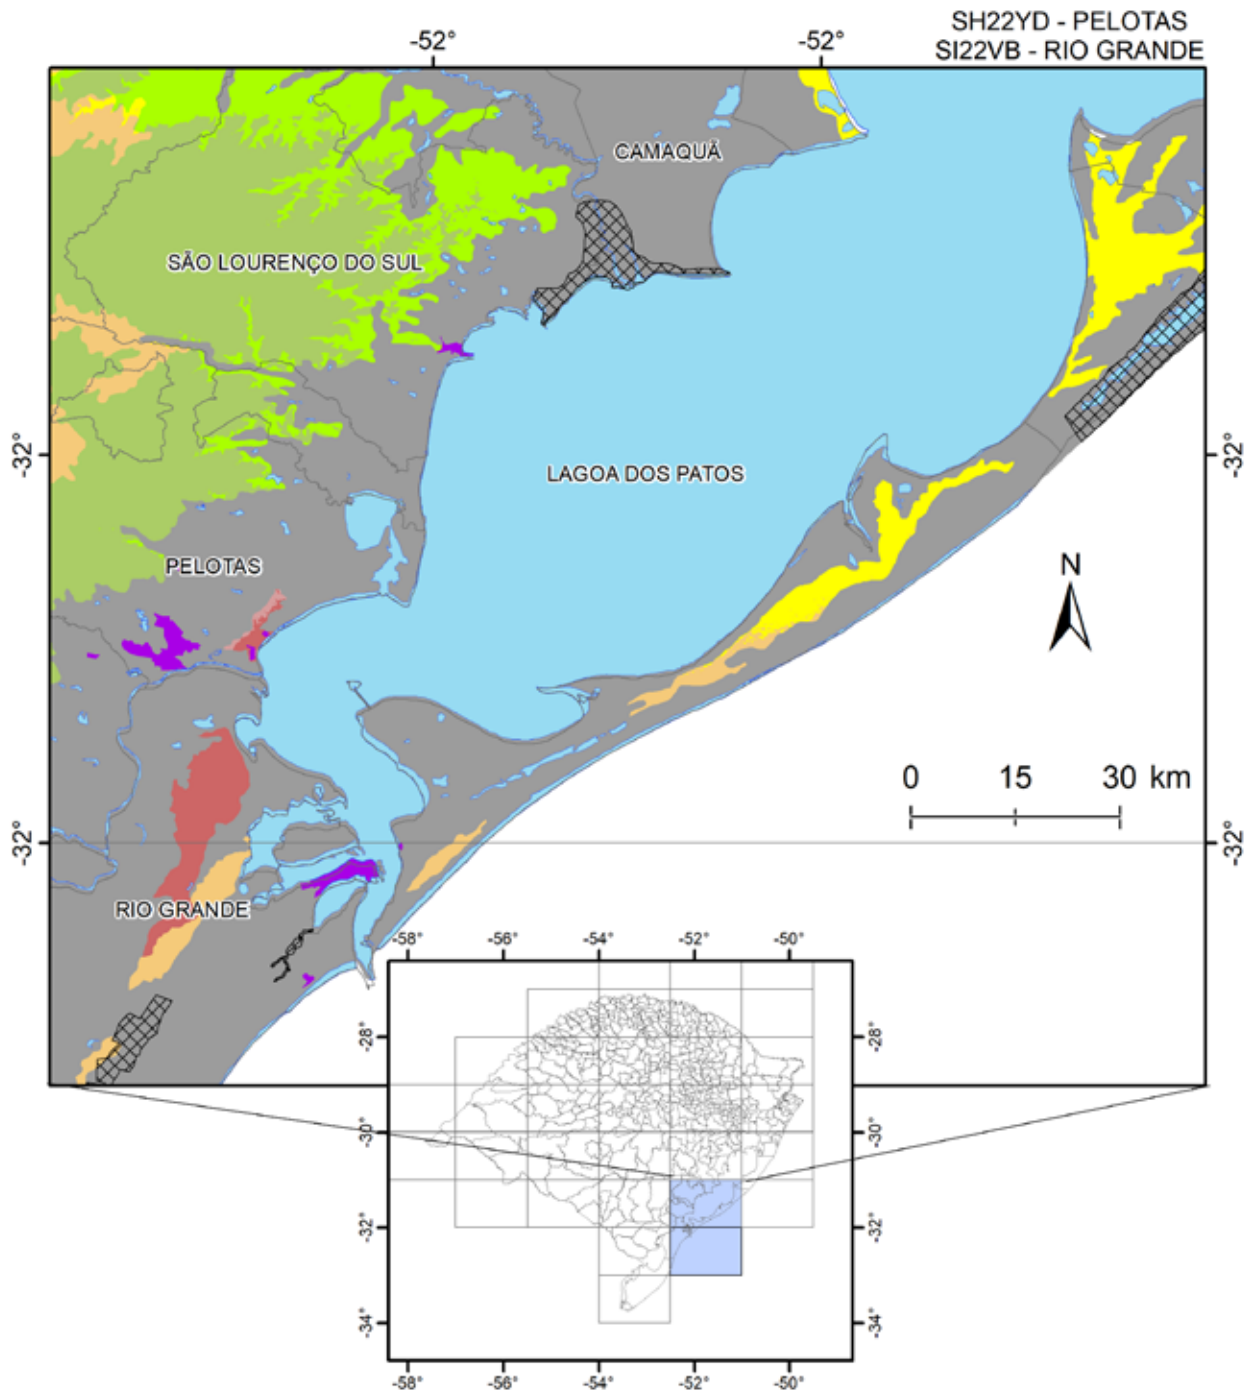 SH22YD - PELOTAS
SI22VB - RIO GRANDE
-52° -52°
CAMAQUÃ
SÃO LOURENÇO DO SUL
-32° -32°
LAGOA DOS PATOS
PELOTAS
N
0 15 30 km
-32° -32°
RIO GRANDE
-58° -56° -54° -52° -50°
-28° -28°
-30° -30°
-32° -32°
-34° -34°
-58° -56° -54° -52° -50°